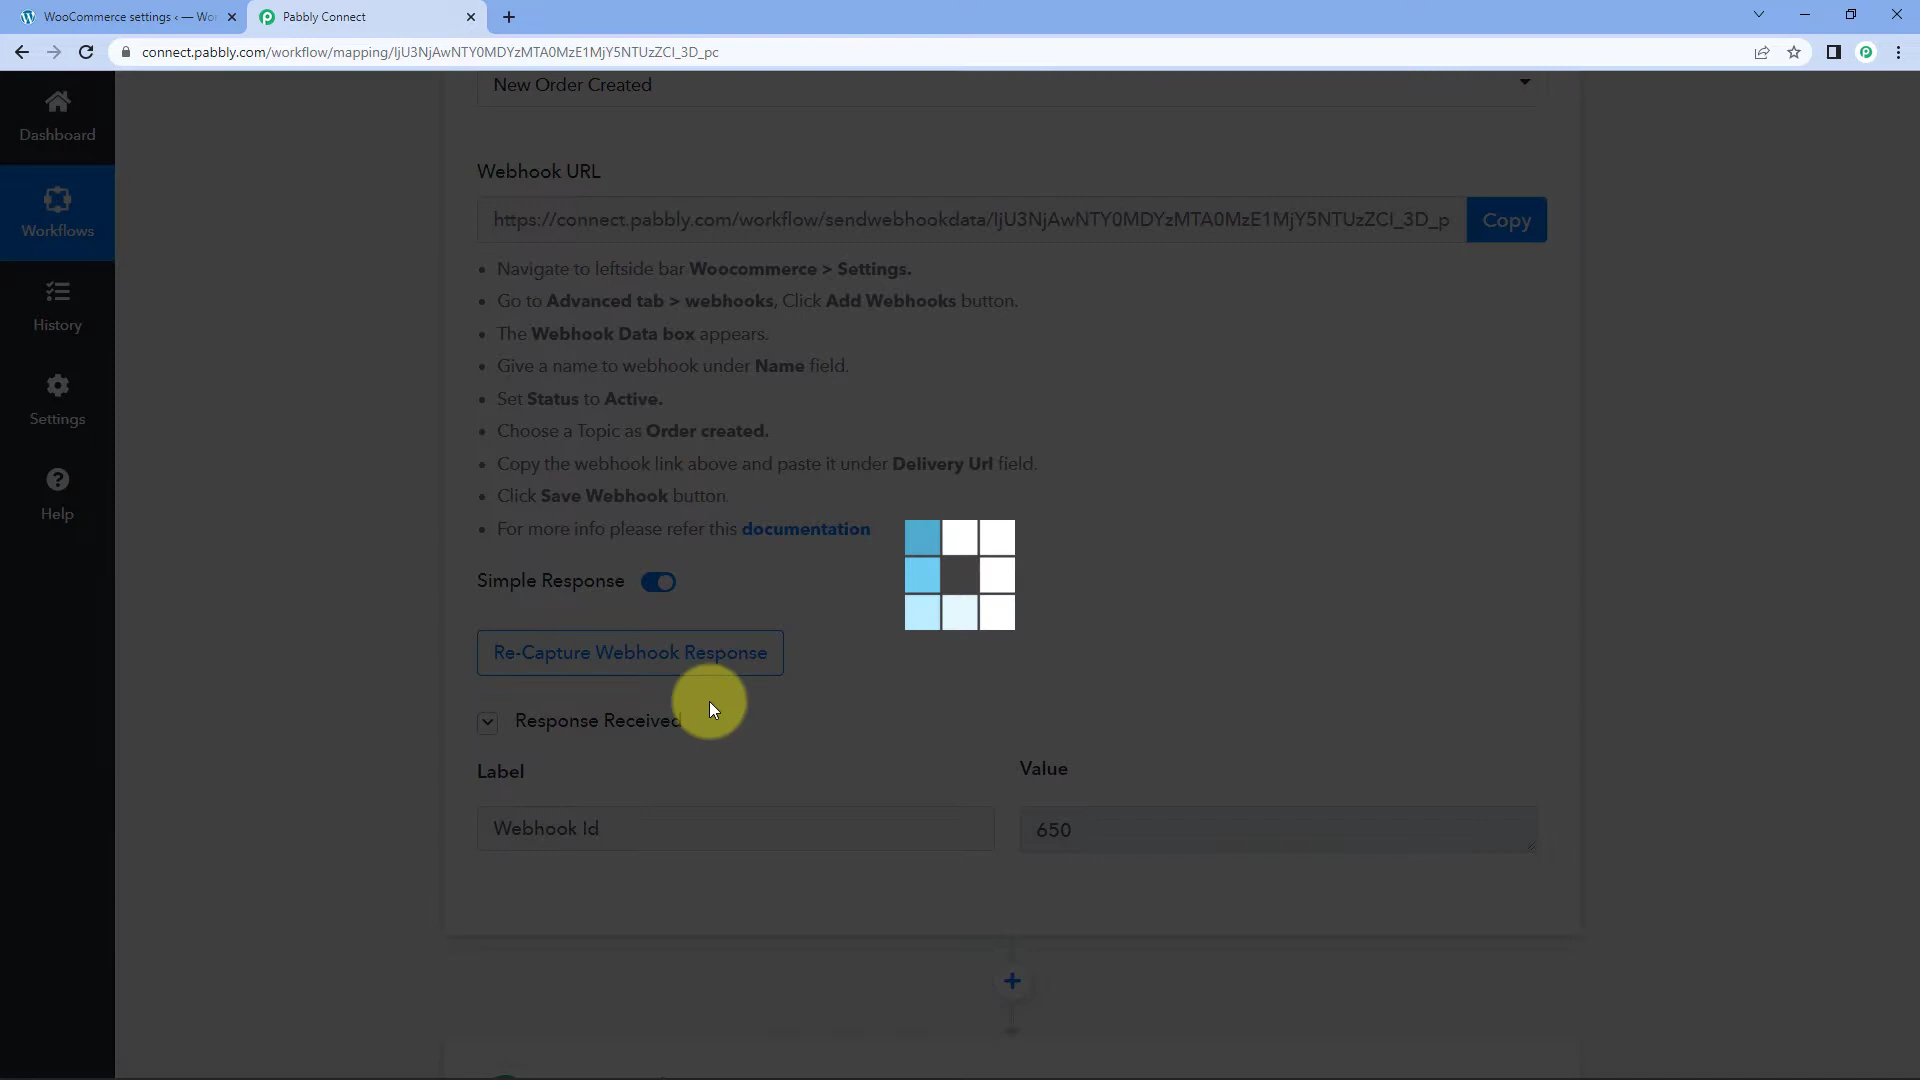 WooCommerce settings ‹ — Wor
Pabbly Connect
connect.pabbly.com/workflow/mapping/IjU3NjAwNTY0MDYzMTA0MzE1MjY5NTUzZCI_3D_pc
New Order Created
Dashboard
Webhook URL
https://connect.pabbly.com/workflow/sendwebhookdata/IjU3NjAwNTY0MDYzMTA0MzE1MjY5NTUzZCI_3D_p
Copy
Workflows
• Navigate to leftside bar Woocommerce > Settings.
• Go to Advanced tab > webhooks, Click Add Webhooks button.
History
• The Webhook Data box appears.
• Give a name to webhook under Name field.
• Set Status to Active.
Settings
• Choose a Topic as Order created.
• Copy the webhook link above and paste it under Delivery Url field.
• Click Save Webhook button.
Help
• For more info please refer this documentation
Simple Response
Re-Capture Webhook Response
Response Received
Label
Value
Webhook Id
650